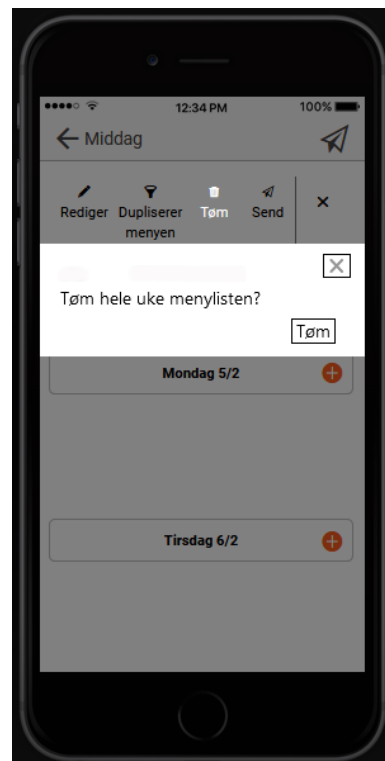 12:34 PM 100%
Middag
Rediger Dupliserer Tøm Send
menyen
Tøm hele uke menylisten?
Tøm
Mondag 5/2
Tirsdag 6/2